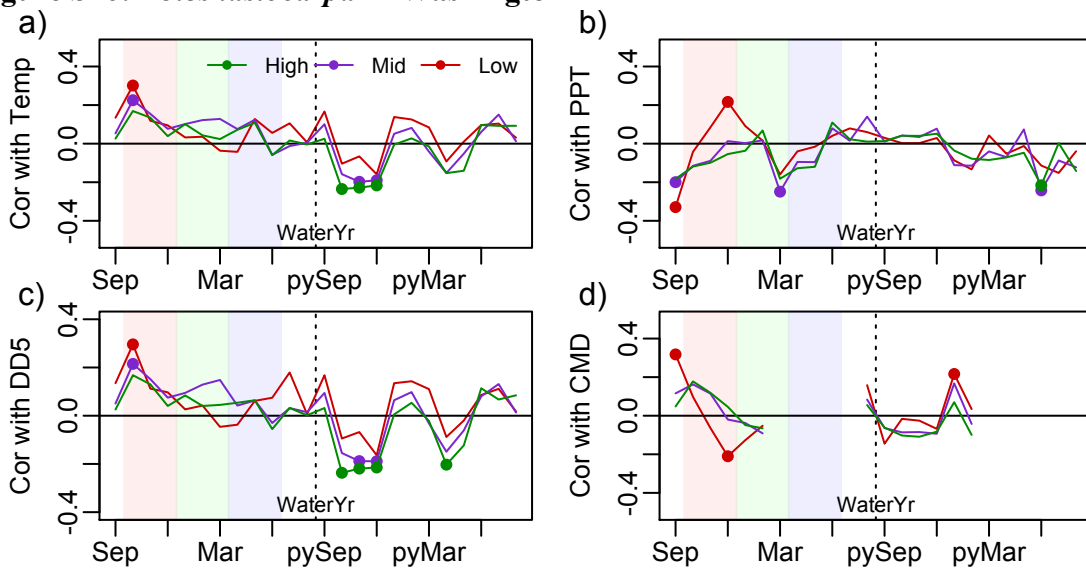 a)
0.4
0.0
-0.4
Cor with Temp
High Mid Low
WaterYr
Sep Mar pySep pyMar
b)
0.4
0.0
-0.4
Cor with PPT
WaterYr
Sep Mar pySep pyMar
c)
0.4
0.0
-0.4
Cor with DD5
WaterYr
Sep Mar pySep pyMar
d)
0.4
0.0
-0.4
Cor with CMD
WaterYr
Sep Mar pySep pyMar